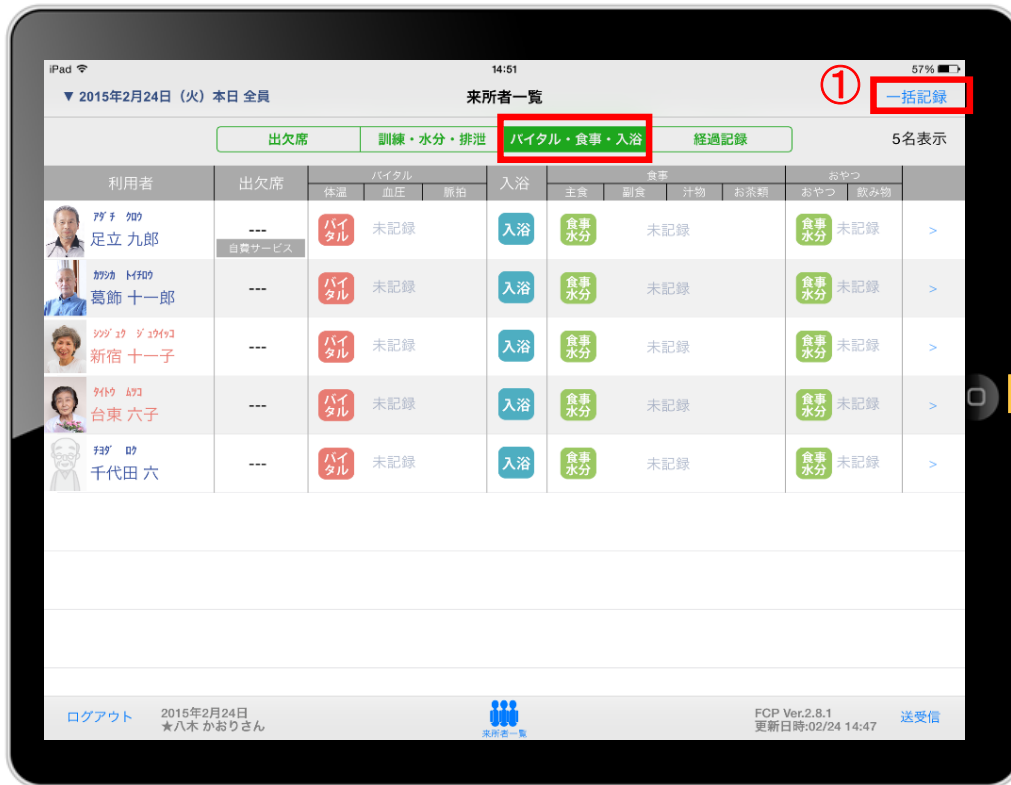 iPad 14:51 57%
▼ 2015年2月24日（火）本日 全員 来所者一覧 ① 一括記録
出欠席 訓練・水分・排泄 バイタル・食事・入浴 経過記録 5名表示
利用者 出欠席 バイタル 入浴 食事 おやつ
体温 血圧 脈拍 主食 副食 汁物 お茶類 おやつ 飲み物
ｱﾀﾞﾁ ｸﾛｳ
足立 九郎 --- バイタル 未記録 入浴 食事水分 未記録 食事水分 未記録 >
自費サービス
ｶﾂｼｶ ﾄｲﾁﾛｳ
葛飾 十一郎 --- バイタル 未記録 入浴 食事水分 未記録 食事水分 未記録 >
ｼﾝｼﾞｭｸ ｼﾞｭｳｲｯｺ
新宿 十一子 --- バイタル 未記録 入浴 食事水分 未記録 食事水分 未記録 >
ﾀｲﾄｳ ﾑﾂｺ
台東 六子 --- バイタル 未記録 入浴 食事水分 未記録 食事水分 未記録 >
ﾁﾖﾀﾞ ﾛｸ
千代田 六 --- バイタル 未記録 入浴 食事水分 未記録 食事水分 未記録 >
ログアウト 2015年2月24日 FCP Ver.2.8.1 送受信
★八木 かおりさん 来所者一覧 更新日時:02/24 14:47